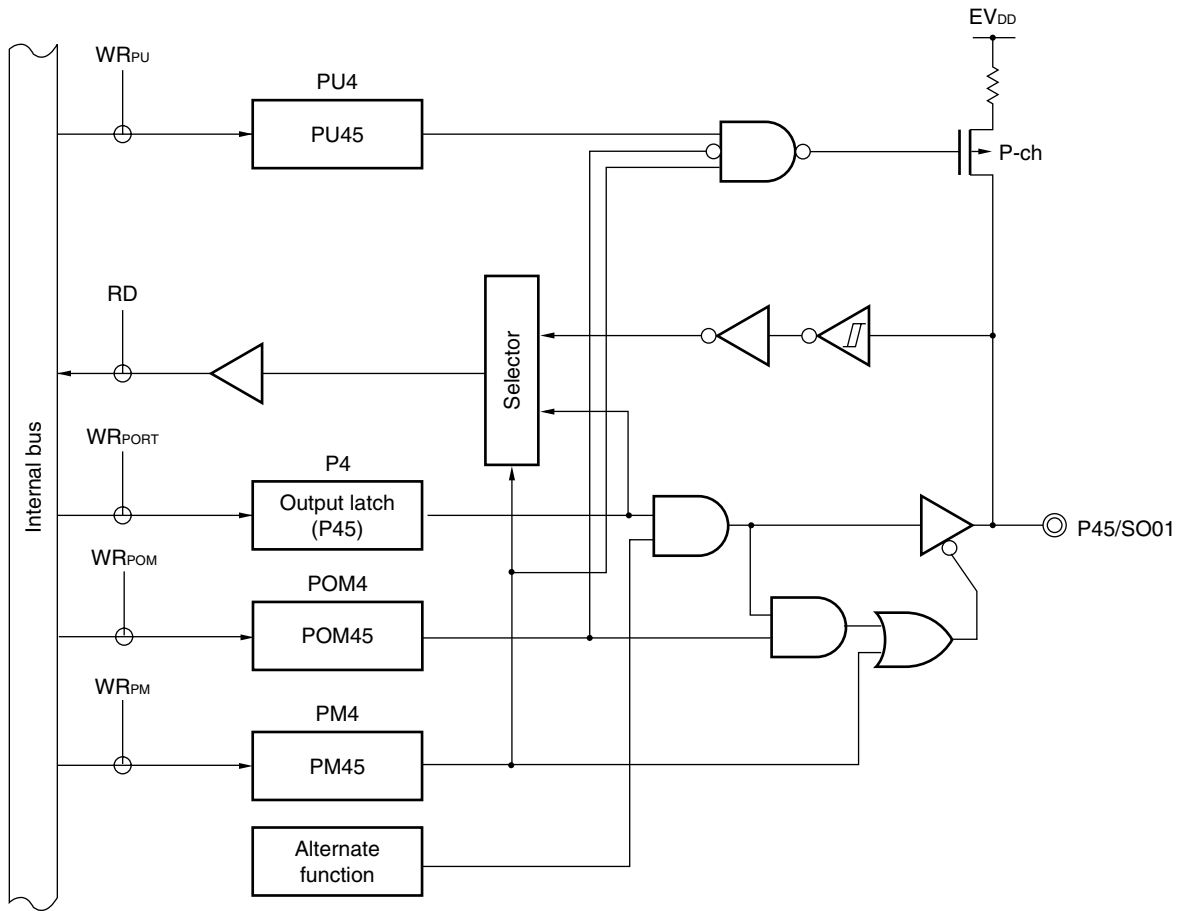 EVDD
WRPU
PU4
PU45
P-ch
RD
Selector
Internal bus
WRPORT
P4
Output latch
(P45)
P45/SO01
WRPOM
POM4
POM45
WRPM
PM4
PM45
Alternate
function